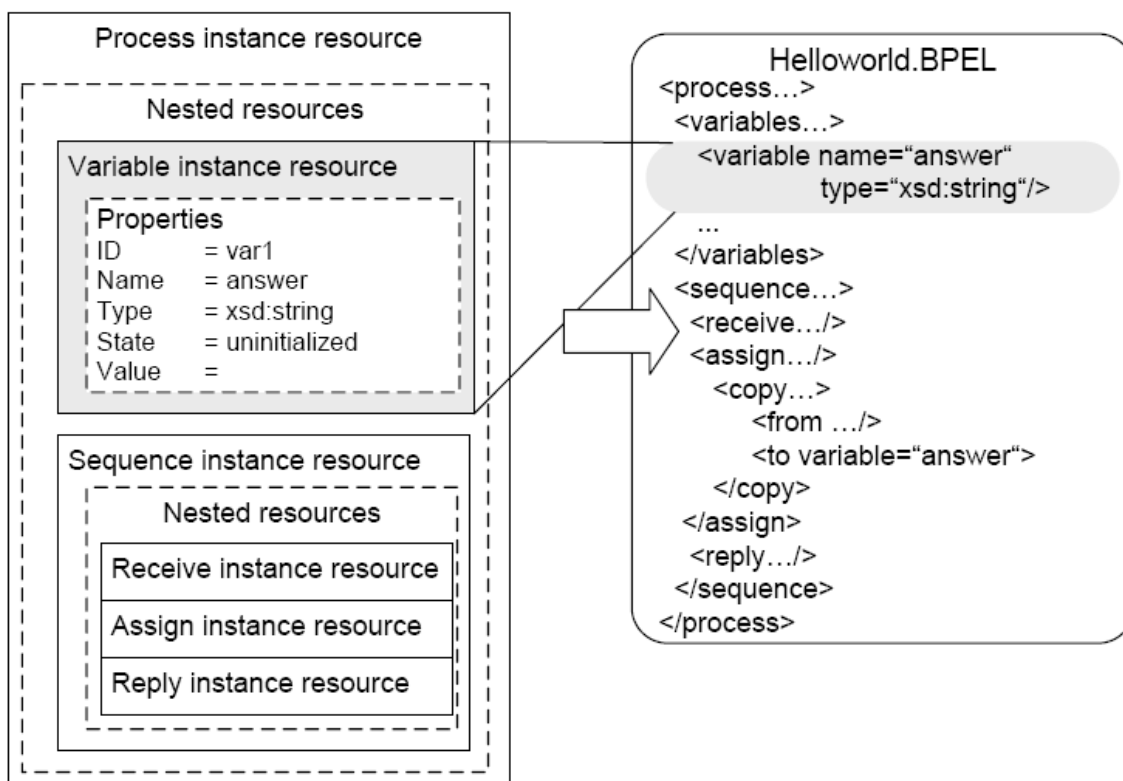 Process instance resource
Nested resources
Variable instance resource
Properties
ID = var1
Name = answer
Type = xsd:string
State = uninitialized
Value =
Sequence instance resource
Nested resources
Receive instance resource
Assign instance resource
Reply instance resource
Helloworld.BPEL
<process…>
<variables…>
<variable name=“answer“
type=“xsd:string“/>
...
</variables>
<sequence…>
<receive…/>
<assign…/>
<copy…>
<from …/>
<to variable=“answer“>
</copy>
</assign>
<reply…/>
</sequence>
</process>